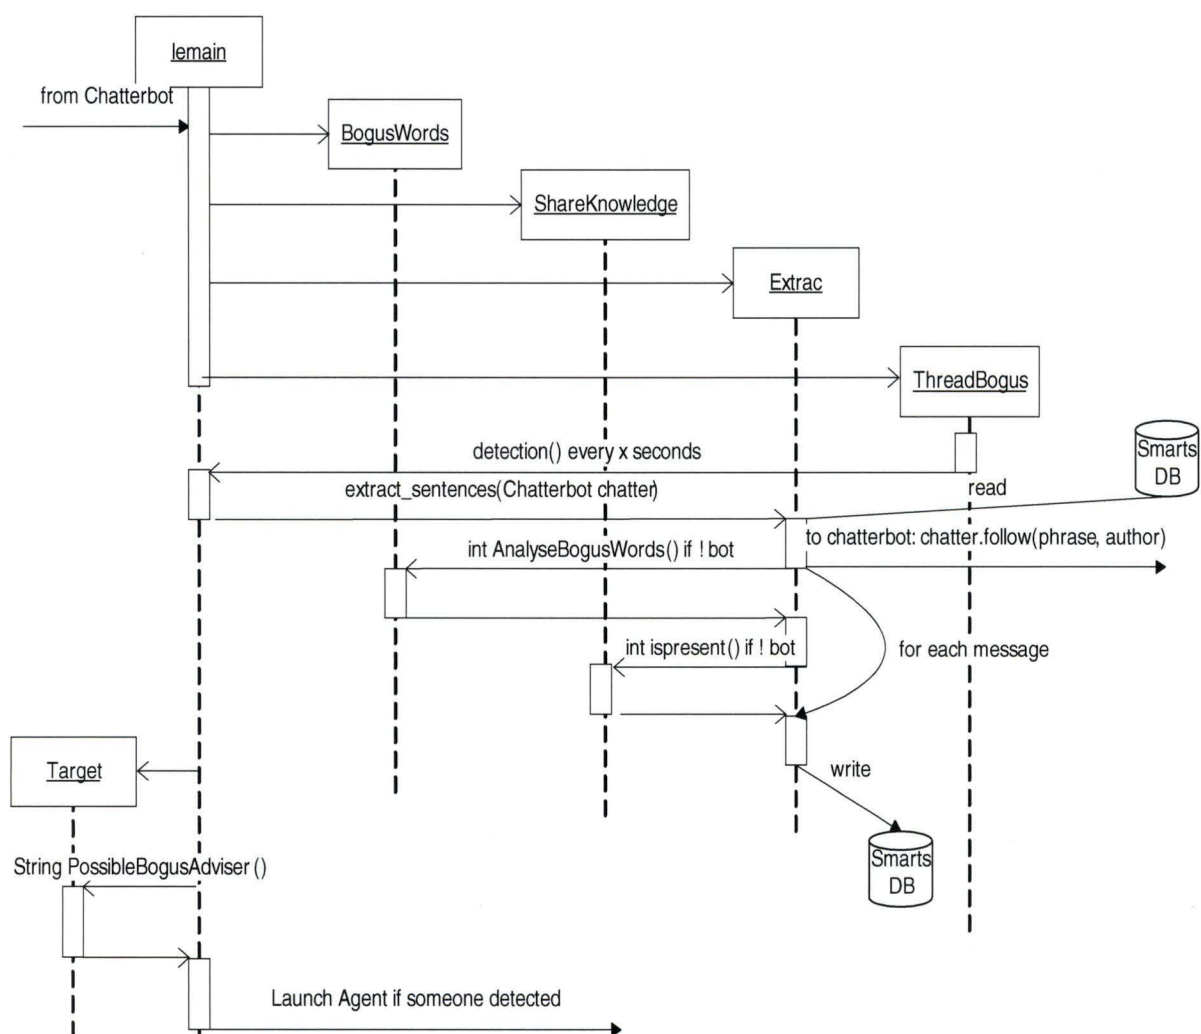 lemain
from Chatterbot
BogusWords
ShareKnowledge
Extrac
ThreadBogus
detection() every x seconds
Smarts
DB
extract_sentences(Chatterbot chatter)
read
to chatterbot: chatter.follow(phrase, author)
int AnalyseBogusWords() if ! bot
int ispresent() if ! bot
for each message
Target
write
Smarts
DB
String PossibleBogusAdviser ()
Launch Agent if someone detected